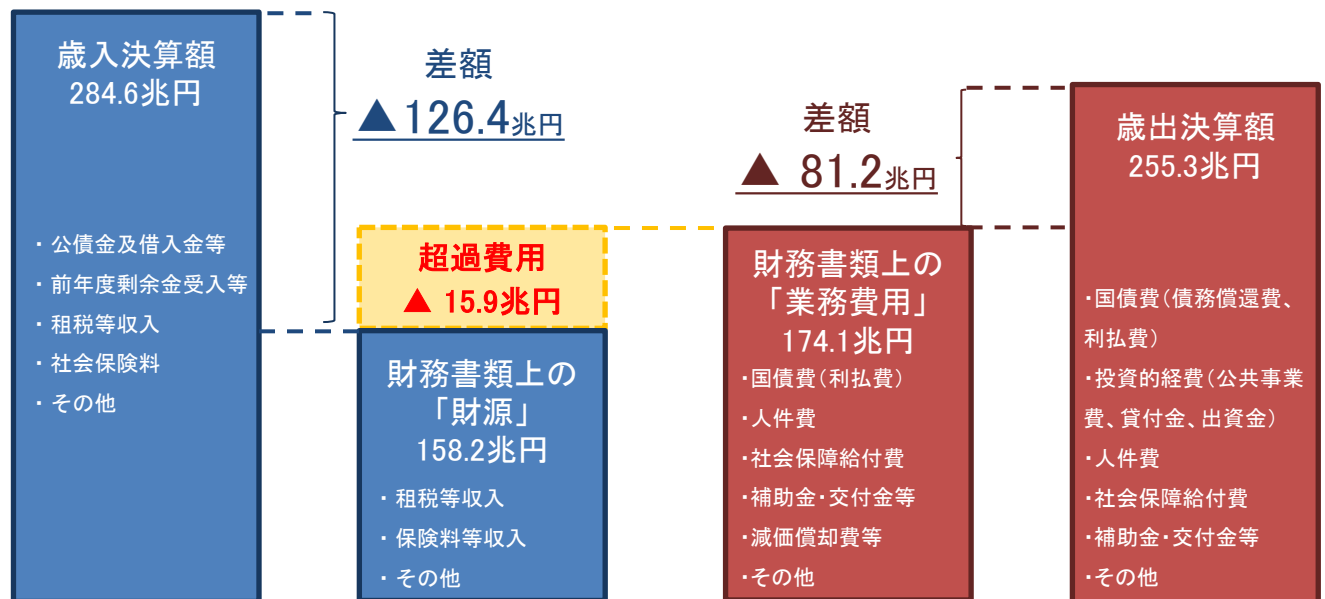 歳入決算額
284.6兆円
・公債金及借入金等
・前年度剰余金受入等
・租税等収入
・社会保険料
・その他
差額
▲126.4兆円
超過費用
▲ 15.9兆円
財務書類上の
「財源」
158.2兆円
・租税等収入
・保険料等収入
・その他
差額
▲ 81.2兆円
財務書類上の
「業務費用」
174.1兆円
・国債費(利払費)
・人件費
・社会保障給付費
・補助金・交付金等
・減価償却費等
・その他
歳出決算額
255.3兆円
・国債費(債務償還費、
利払費)
・投資的経費(公共事業
費、貸付金、出資金)
・人件費
・社会保障給付費
・補助金・交付金等
・その他